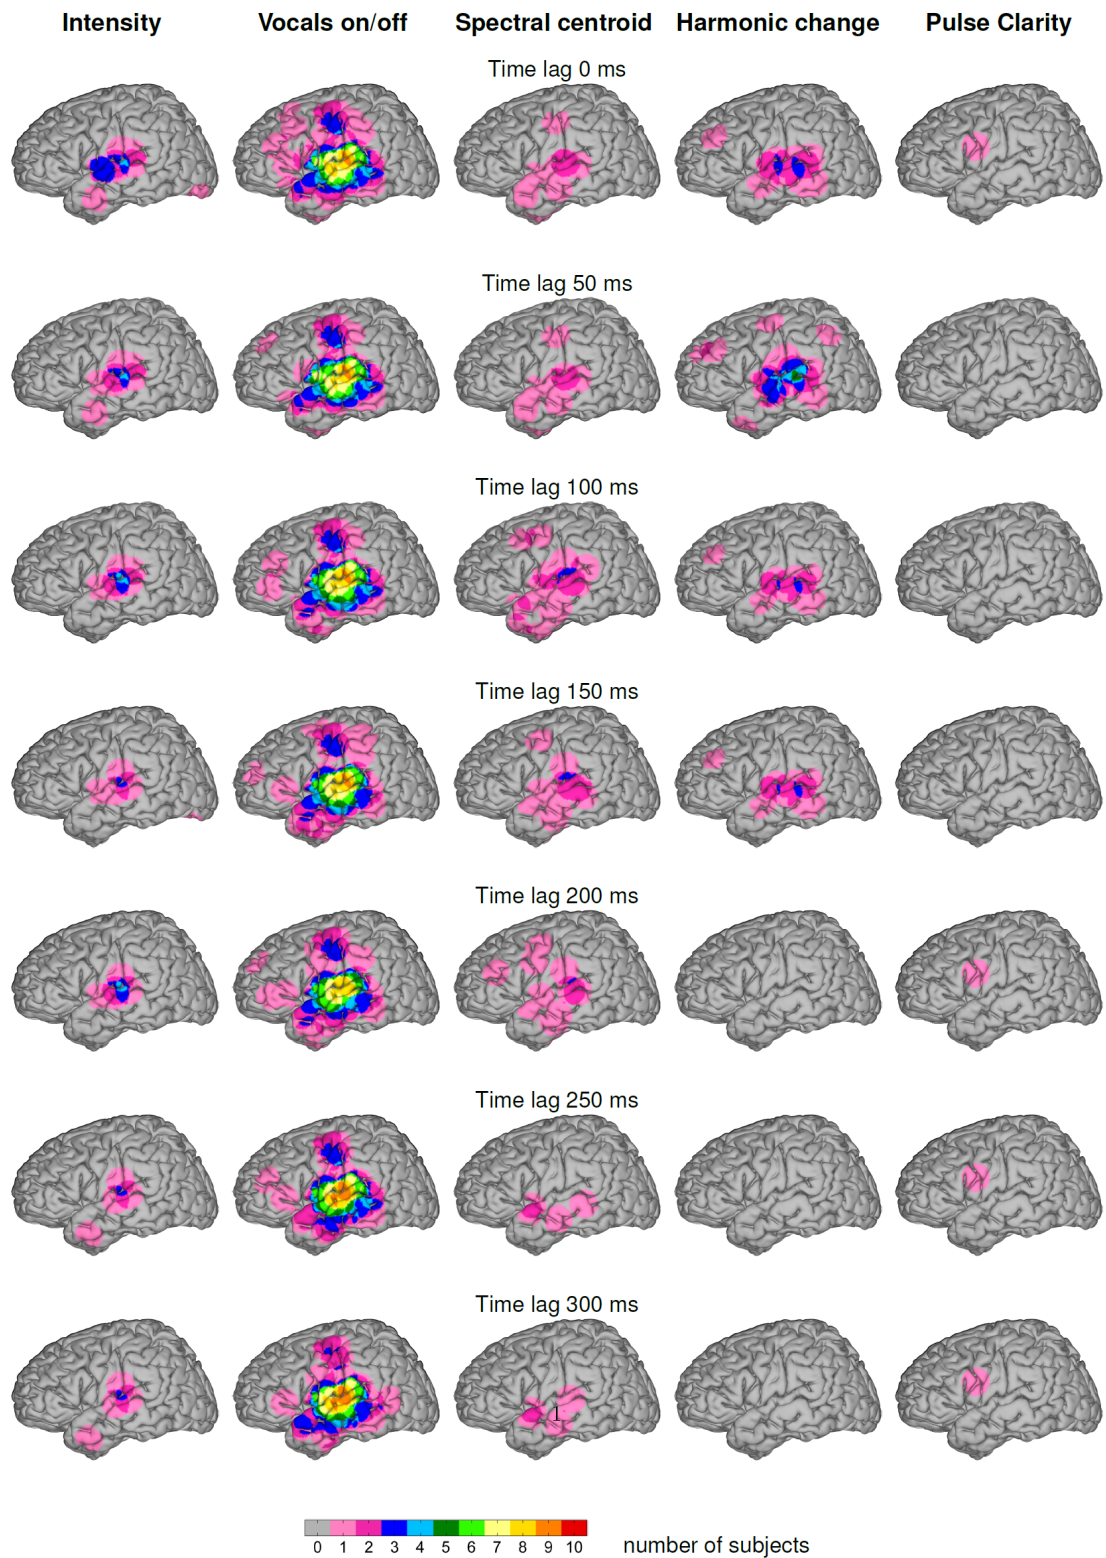 Intensity Vocals on/off Spectral centroid Harmonic change Pulse Clarity
Time lag 0 ms
Time lag 50 ms
Time lag 100 ms
Time lag 150 ms
Time lag 200 ms
Time lag 250 ms
Time lag 300 ms
1
0 1 2 3 4 5 6 7 8 9 10 number of subjects